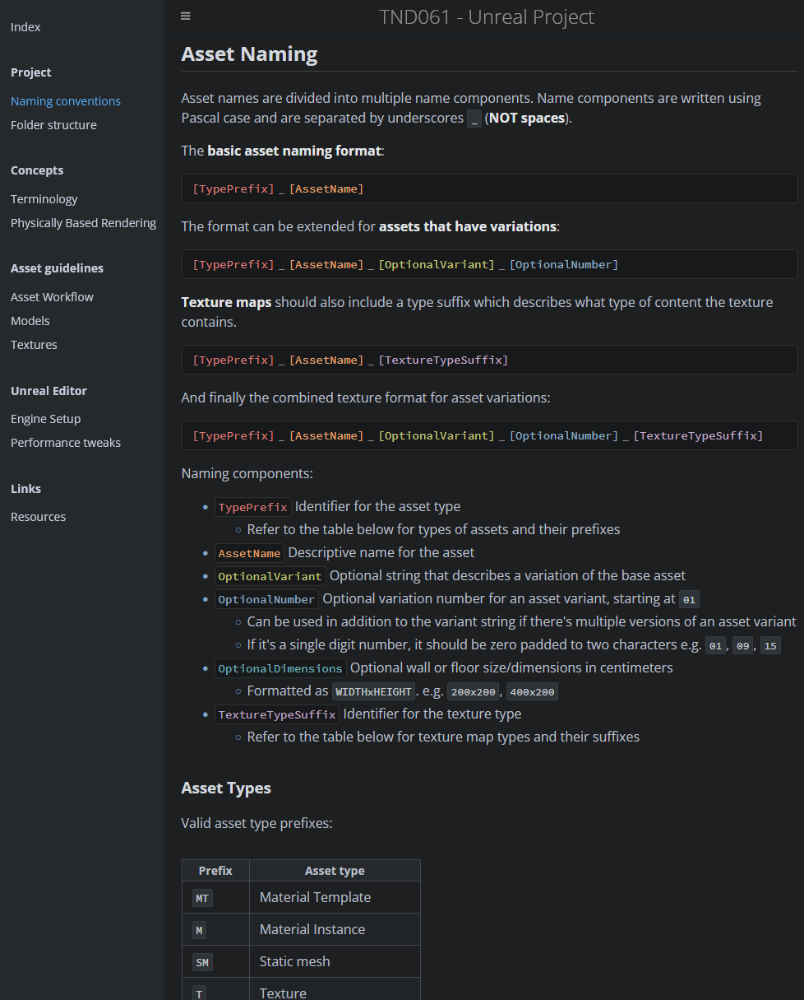 Index
Project
Naming conventions
Folder structure
Concepts
Terminology
Physically Based Rendering
Asset guidelines
Asset Workflow
Models
Textures
Unreal Editor
Engine Setup
Performance tweaks
Links
Resources
TND061 - Unreal Project
Asset Naming
Asset names are divided into multiple name components. Name components are written using
Pascal case and are separated by underscores _ (NOT spaces).
The basic asset naming format:
[TypePrefix] _ [AssetName]
The format can be extended for assets that have variations:
[TypePrefix] _ [AssetName] _ [OptionalVariant] _ [OptionalNumber]
Texture maps should also include a type suffix which describes what type of content the texture
contains.
[TypePrefix] _ [AssetName] _ [TextureTypeSuffix]
And finally the combined texture format for asset variations:
[TypePrefix] _ [AssetName] _ [OptionalVariant] _ [OptionalNumber] _ [TextureTypeSuffix]
Naming components:
• TypePrefix Identifier for the asset type
◦ Refer to the table below for types of assets and their prefixes
• AssetName Descriptive name for the asset
• OptionalVariant Optional string that describes a variation of the base asset
• OptionalNumber Optional variation number for an asset variant, starting at 01
◦ Can be used in addition to the variant string if there's multiple versions of an asset variant
◦ If it's a single digit number, it should be zero padded to two characters e.g. 01, 09, 15
• OptionalDimensions Optional wall or floor size/dimensions in centimeters
◦ Formatted as WIDTHxHEIGHT. e.g. 200x200, 400x200
• TextureTypeSuffix Identifier for the texture type
◦ Refer to the table below for texture map types and their suffixes
Asset Types
Valid asset type prefixes:
Prefix Asset type
MT Material Template
M Material Instance
SM Static mesh
T Texture